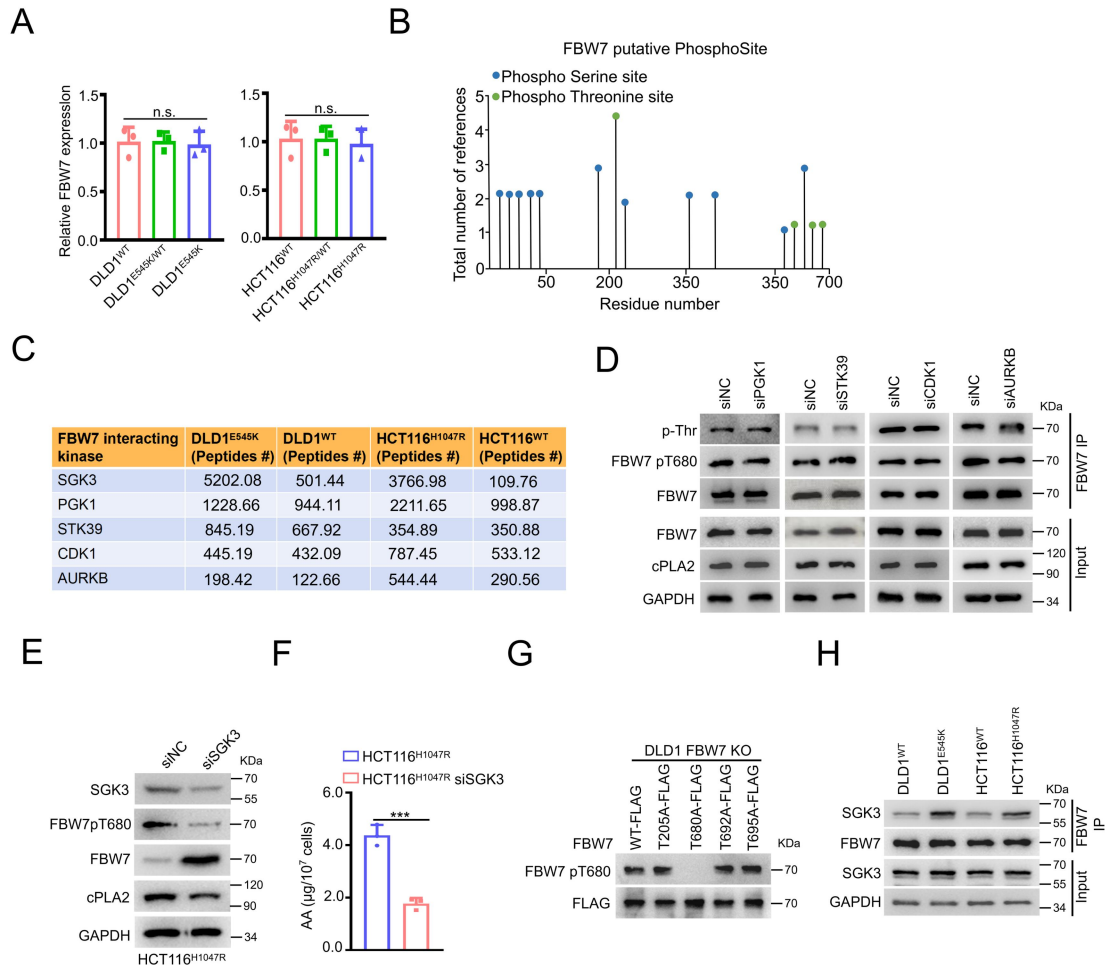 A
Relative FBW7 expression
1.5
1.0
0.5
0.0
n.s.
DLD1WT
DLD1E545K/WT
DLD1E545K
1.5
1.0
0.5
0.0
n.s.
HCT116WT
HCT116H1047R/WT
HCT116H1047R
B
FBW7 putative PhosphoSite
Phospho Serine site
Phospho Threonine site
Total number of references
5
4
3
2
1
0
50 200 350 350 700
Residue number
C
FBW7 interacting kinase DLD1E545K (Peptides #) DLD1WT (Peptides #) HCT116H1047R (Peptides #) HCT116WT (Peptides #)
SGK3 5202.08 501.44 3766.98 109.76
PGK1 1228.66 944.11 2211.65 998.87
STK39 845.19 667.92 354.89 350.88
CDK1 445.19 432.09 787.45 533.12
AURKB 198.42 122.66 544.44 290.56
D
siNC siPGK1 siNC siSTK39 siNC siCDK1 siNC siAURKB
KDa
p-Thr 70
FBW7 pT680 70
FBW7 70
FBW7 IP
FBW7 70
cPLA2 120 90
GAPDH 34
Input
E
siNC siSGK3
KDa
SGK3 70 55
FBW7pT680 70
FBW7 70
cPLA2 120 90
GAPDH 34
HCT116H1047R
F
HCT116H1047R
HCT116H1047R siSGK3
AA (µg/107 cells)
6.0
4.0
2.0
0.0
***
G
DLD1 FBW7 KO
FBW7 WT-FLAG T205A-FLAG T680A-FLAG T692A-FLAG T695A-FLAG
KDa
FBW7 pT680 70
FLAG 70
H
DLD1WT DLD1E545K HCT116WT HCT116H1047R
KDa
SGK3 70 55
FBW7 70
FBW7 IP
SGK3 70 55
GAPDH 34
Input